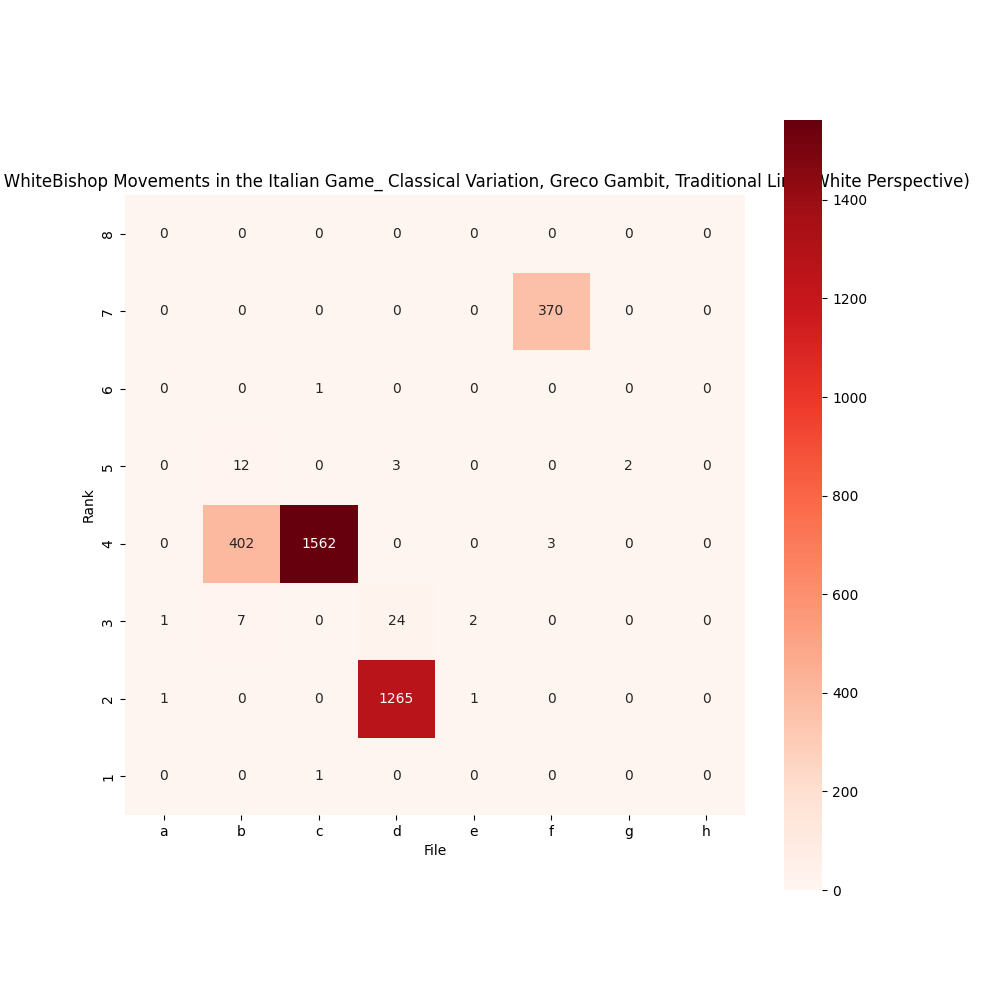 WhiteBishop Movements in the Italian Game_ Classical Variation, Greco Gambit, Traditional Lin White Perspective)
8 0 0 0 0 0 0 0 0
7 0 0 0 0 0 370 0 0
6 0 0 1 0 0 0 0 0
5 0 12 0 3 0 0 2 0
4 0 402 1562 0 0 3 0 0
3 1 7 0 24 2 0 0 0
2 1 0 0 1265 1 0 0 0
1 0 0 1 0 0 0 0 0
a b c d e f g h
Rank
File
1400
1200
1000
800
600
400
200
0